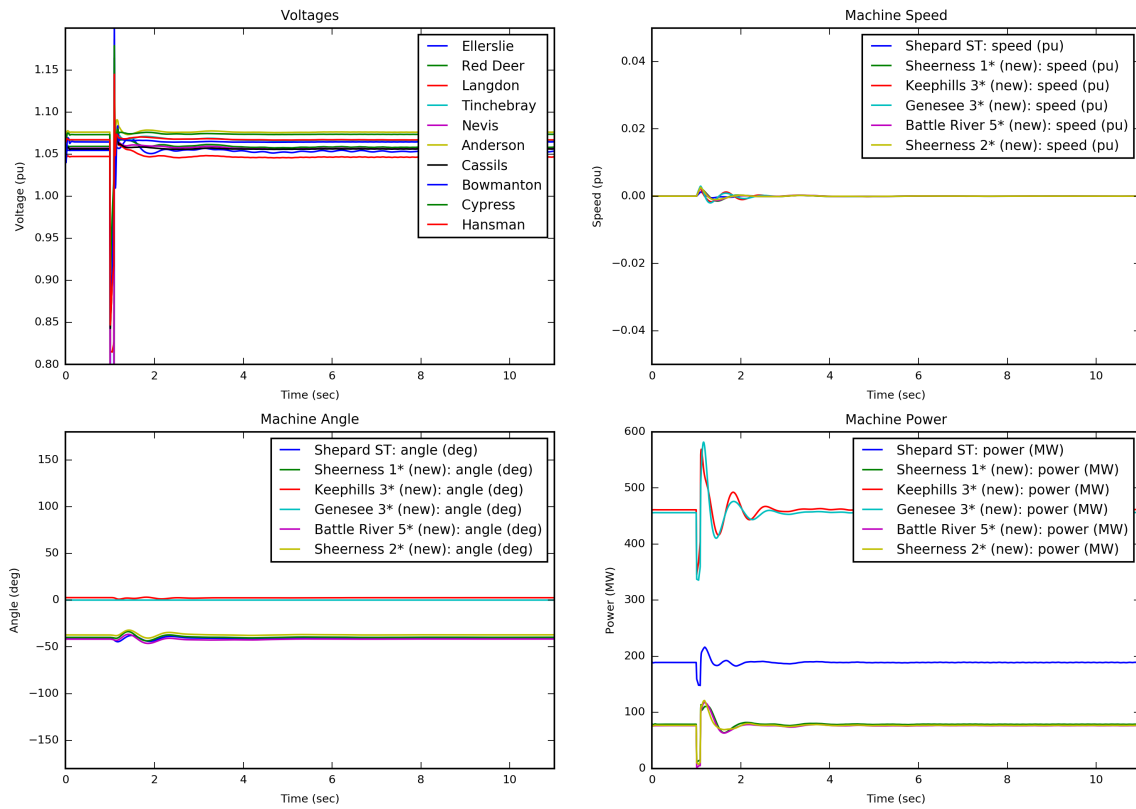 Voltages
1.15
1.10
1.05
1.00
0.95
0.90
0.85
0.80
Voltage (pu)
0 2 4 6 8 10
Time (sec)
Ellerslie
Red Deer
Langdon
Tinchebray
Nevis
Anderson
Cassils
Bowmanton
Cypress
Hansman
Machine Speed
0.04
0.02
0.00
−0.02
−0.04
Speed (pu)
0 2 4 6 8 10
Time (sec)
Shepard ST: speed (pu)
Sheerness 1* (new): speed (pu)
Keephills 3* (new): speed (pu)
Genesee 3* (new): speed (pu)
Battle River 5* (new): speed (pu)
Sheerness 2* (new): speed (pu)
Machine Angle
150
100
50
0
−50
−100
−150
Angle (deg)
0 2 4 6 8 10
Time (sec)
Shepard ST: angle (deg)
Sheerness 1* (new): angle (deg)
Keephills 3* (new): angle (deg)
Genesee 3* (new): angle (deg)
Battle River 5* (new): angle (deg)
Sheerness 2* (new): angle (deg)
Machine Power
600
500
400
300
200
100
0
Power (MW)
0 2 4 6 8 10
Time (sec)
Shepard ST: power (MW)
Sheerness 1* (new): power (MW)
Keephills 3* (new): power (MW)
Genesee 3* (new): power (MW)
Battle River 5* (new): power (MW)
Sheerness 2* (new): power (MW)